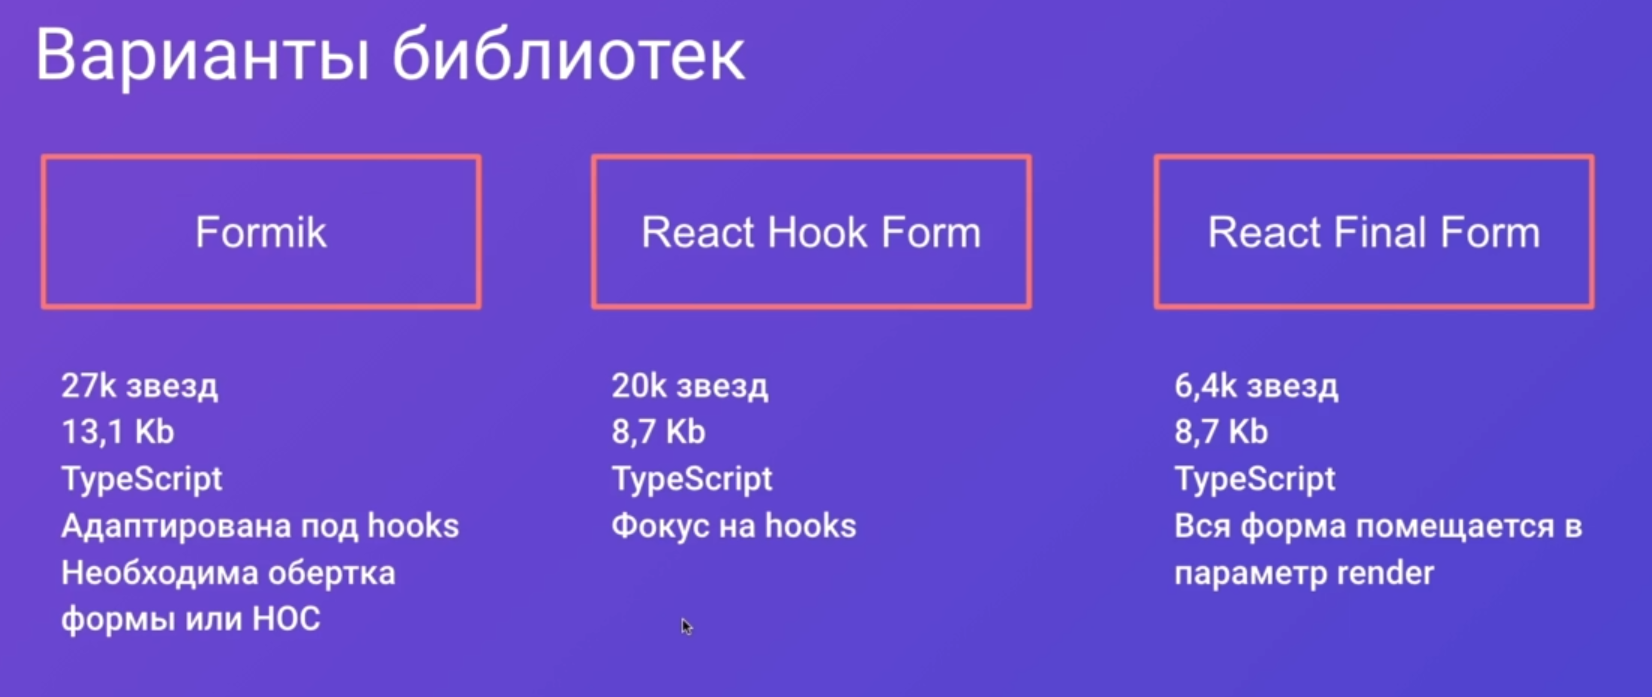 Варианты библиотек
Formik
27k звезд
13,1 Kb
TypeScript
Адаптирована под hooks
Необходима обертка
формы или HOC
React Hook Form
20k звезд
8,7 Kb
TypeScript
Фокус на hooks
React Final Form
6,4k звезд
8,7 Kb
TypeScript
Вся форма помещается в
параметр render